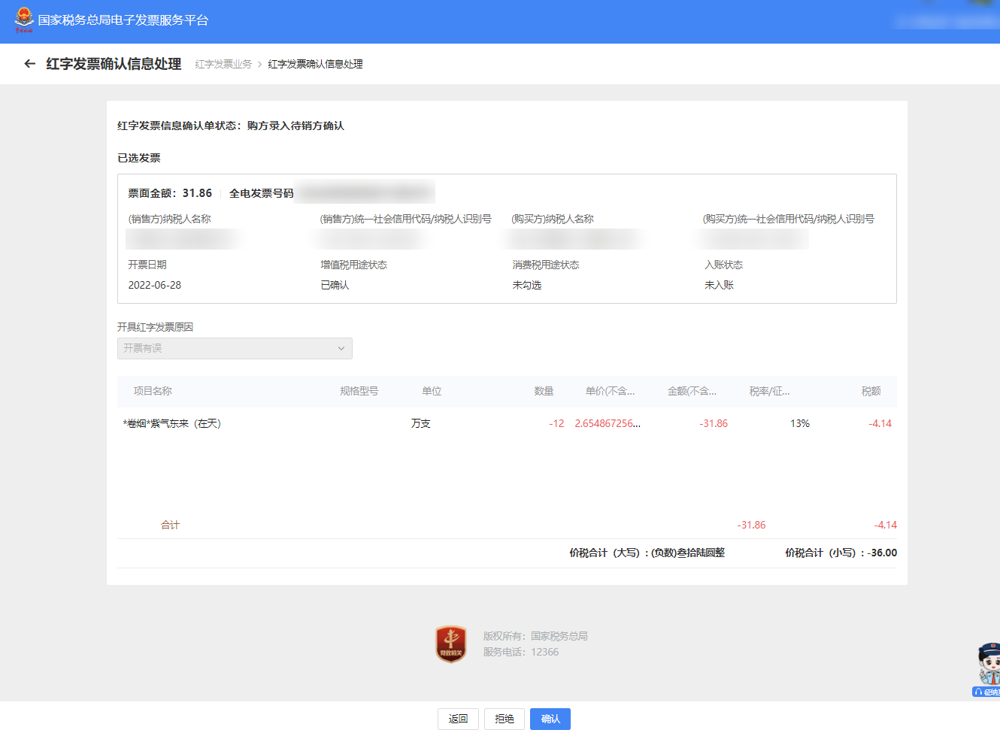 国家税务总局电子发票服务平台
红字发票确认信息处理 红字发票业务 > 红字发票确认信息处理
红字发票信息确认单状态：购方录入待销方确认
已选发票
票面金额：31.86 全电发票号码
(销售方)纳税人名称 (销售方)统一社会信用代码/纳税人识别号 (购买方)纳税人名称 (购买方)统一社会信用代码/纳税人识别号
开票日期 增值税用途状态 消费税用途状态 入账状态
2022-06-28 已确认 未勾选 未入账
开具红字发票原因
开票有误
项目名称 规格型号 单位 数量 单价(不含... 金额(不含... 税率/征... 税额
*卷烟*紫气东来（在天） 万支 -12 2.654867256... -31.86 13% -4.14
合计 -31.86 -4.14
价税合计（大写）: (负数)叁拾陆圆整 价税合计（小写）: -36.00
党政机关
版权所有：国家税务总局
服务电话：12366
征纳
返回 拒绝 确认